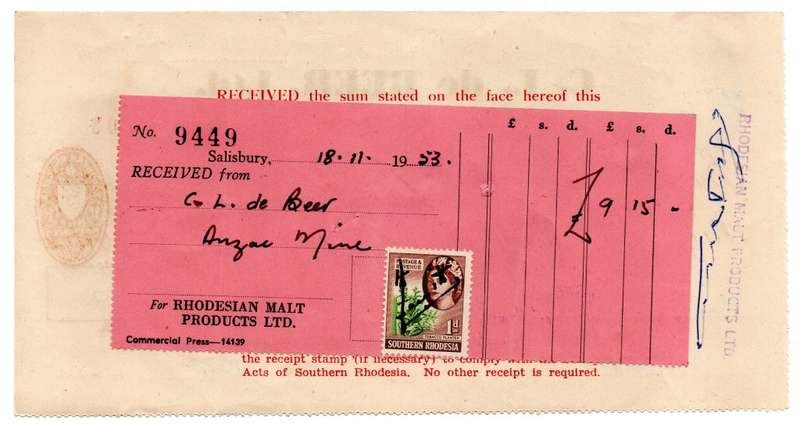 RECEIVED the sum stated on the face hereof this
No. 9449
£ s. d. £ s. d.
Salisbury, 18.11. 1953.
RECEIVED from
C. L. de Beer
£ 9 15 -
Anzac Mine
For RHODESIAN MALT
PRODUCTS LTD.
Commercial Press—14139
POSTAGE &
REVENUE
1d
TOBACCO PLANTER
SOUTHERN RHODESIA
the receipt stamp (if necessary) to comply with the
Acts of Southern Rhodesia. No other receipt is required.
RHODESIAN MALT PRODUCTS LTD.